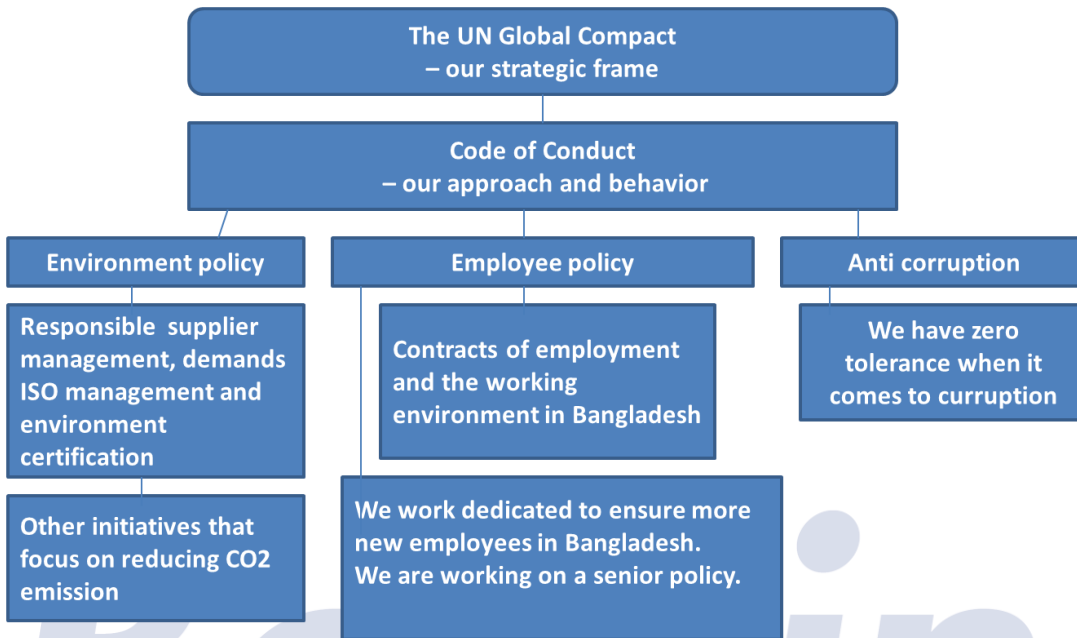 The UN Global Compact
– our strategic frame
Code of Conduct
– our approach and behavior
Environment policy
Employee policy
Anti corruption
Responsible supplier
management, demands
ISO management and
environment
certification
Contracts of employment
and the working
environment in Bangladesh
We have zero
tolerance when it
comes to curruption
Other initiatives that
focus on reducing CO2
emission
We work dedicated to ensure more
new employees in Bangladesh.
We are working on a senior policy.